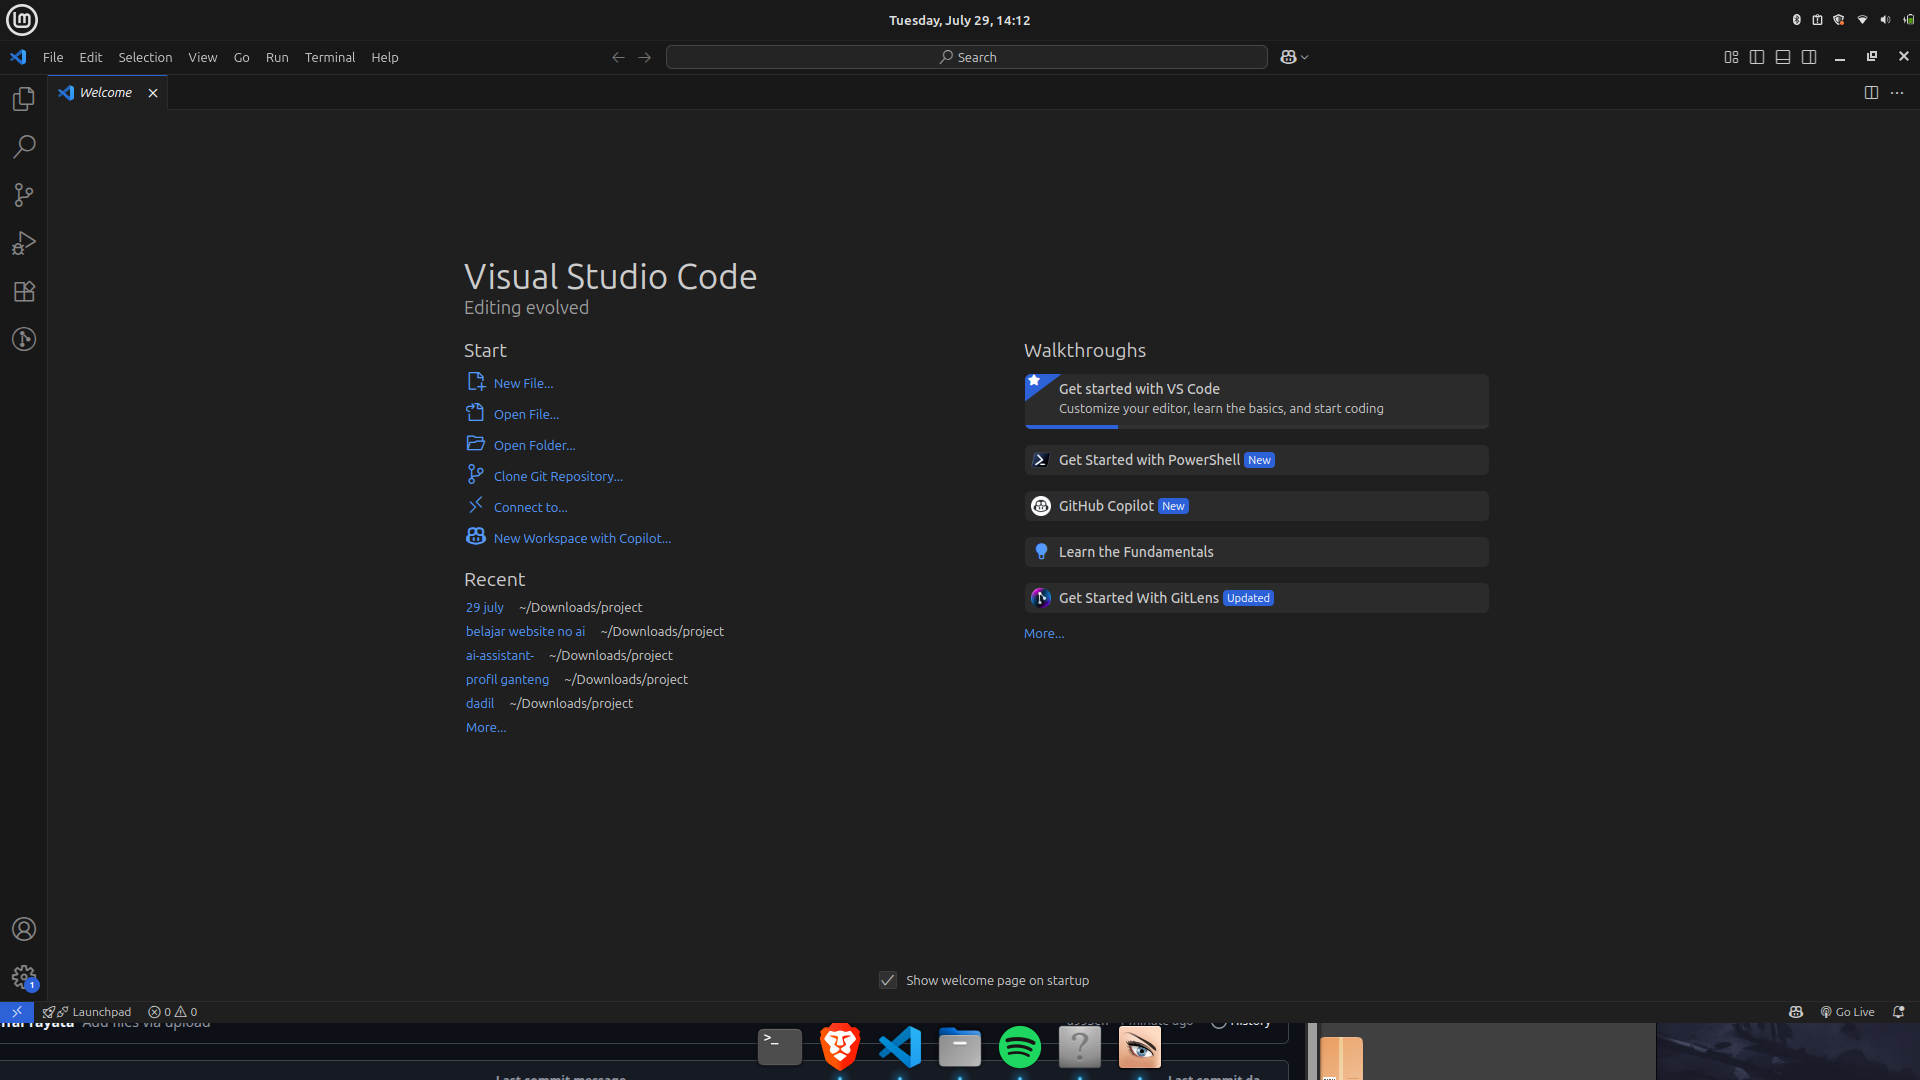 Tuesday, July 29, 14:12
File Edit Selection View Go Run Terminal Help
Search
Welcome
Visual Studio Code
Editing evolved
Start
New File...
Open File...
Open Folder...
Clone Git Repository...
Connect to...
New Workspace with Copilot...
Recent
29 july ~/Downloads/project
belajar website no ai ~/Downloads/project
ai-assistant- ~/Downloads/project
profil ganteng ~/Downloads/project
dadil ~/Downloads/project
More...
Walkthroughs
Get started with VS Code
Customize your editor, learn the basics, and start coding
Get Started with PowerShell New
GitHub Copilot New
Learn the Fundamentals
Get Started With GitLens Updated
More...
Show welcome page on startup
1
Launchpad 0 0
Go Live
Add files via upload
minute ago History
>_
?
Last commit message
Last commit da